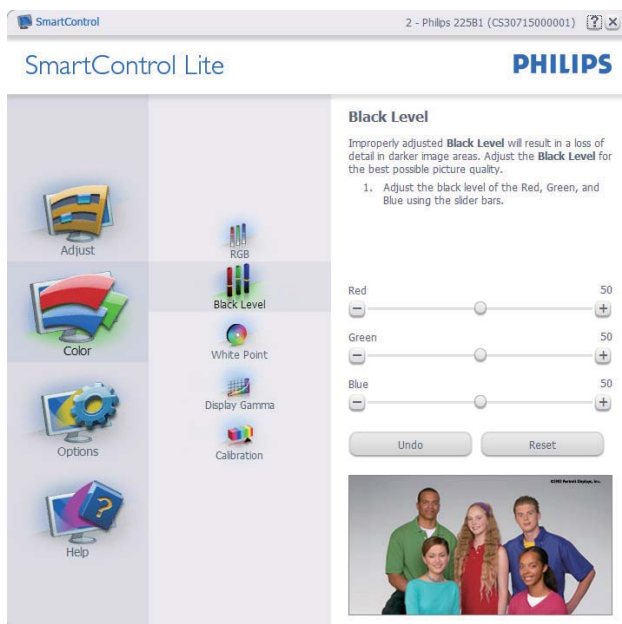 SmartControl
2 - Philips 225B1 (CS30715000001)
?
SmartControl Lite
PHILIPS
Adjust
Color
Options
Help
RGB
Black Level
White Point
Display Gamma
Calibration
Black Level
Improperly adjusted Black Level will result in a loss of
detail in darker image areas. Adjust the Black Level for
the best possible picture quality.
1. Adjust the black level of the Red, Green, and
Blue using the slider bars.
Red 50
Green 50
Blue 50
Undo Reset
Portrait Displays, Inc.
?